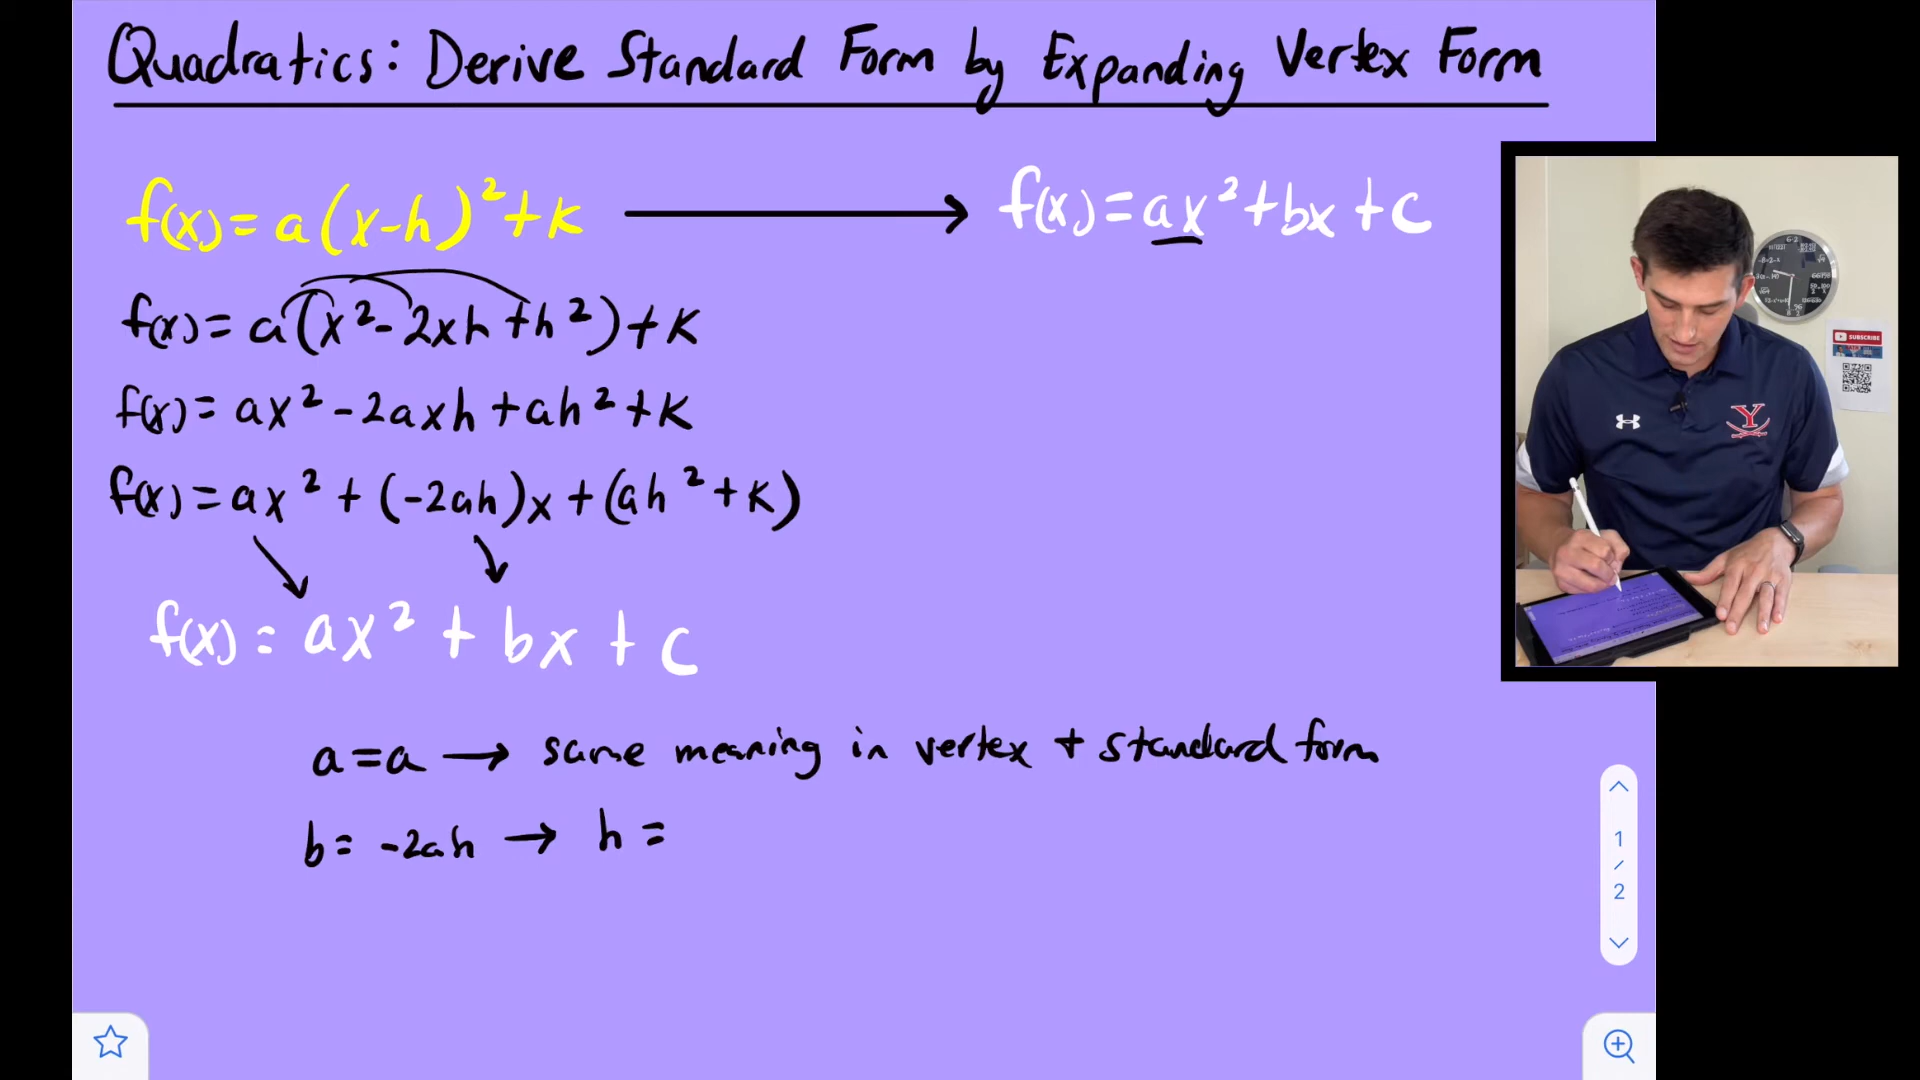 Quadratics: Derive Standard Form by Expanding Vertex Form
f(x) = a(x-h)² + k → f(x) = ax² + bx + c
f(x) = a(x² - 2xh + h²) + k
f(x) = ax² - 2axh + ah² + k
f(x) = ax² + (-2ah)x + (ah² + k)
f(x) = ax² + bx + c
a = a → same meaning in vertex + standard form
b = -2ah → h =
SUBSCRIBE
Y
1
/
2